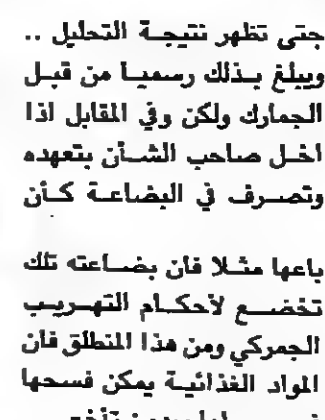 حتى تظهر نتيجة التحليل ..
ويبلغ بذلك رسميا من قبل
الجمارك ولكن وفي المقابل اذا
اخل صاحب الشأن بتعهده
وتصرف في البضاعة كأن
باعها مثلا فان بضاعته تلك
تخضع لأحكام التهريب
الجمركي ومن هذا المنطلق فان
المواد الغذائية يمكن فسحها